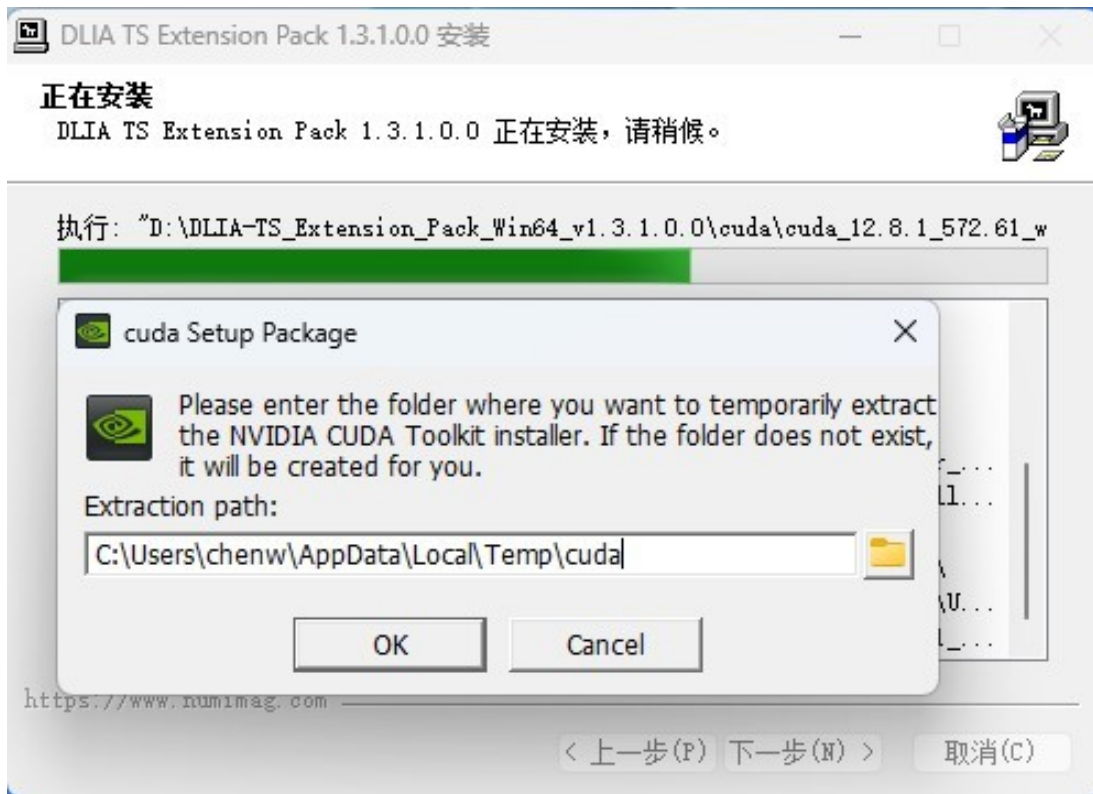 DLIA TS Extension Pack 1.3.1.0.0 安装
正在安装
DLIA TS Extension Pack 1.3.1.0.0 正在安装，请稍候。
执行: "D:\DLIA-TS_Extension_Pack_Win64_v1.3.1.0.0\cuda\cuda_12.8.1_572.61_w
cuda Setup Package
Please enter the folder where you want to temporarily extract
the NVIDIA CUDA Toolkit installer. If the folder does not exist,
it will be created for you.
Extraction path:
C:\Users\chenw\AppData\Local\Temp\cuda
OK
Cancel
https://www.numimag.com
< 上一步(P)
下一步(N) >
取消(C)